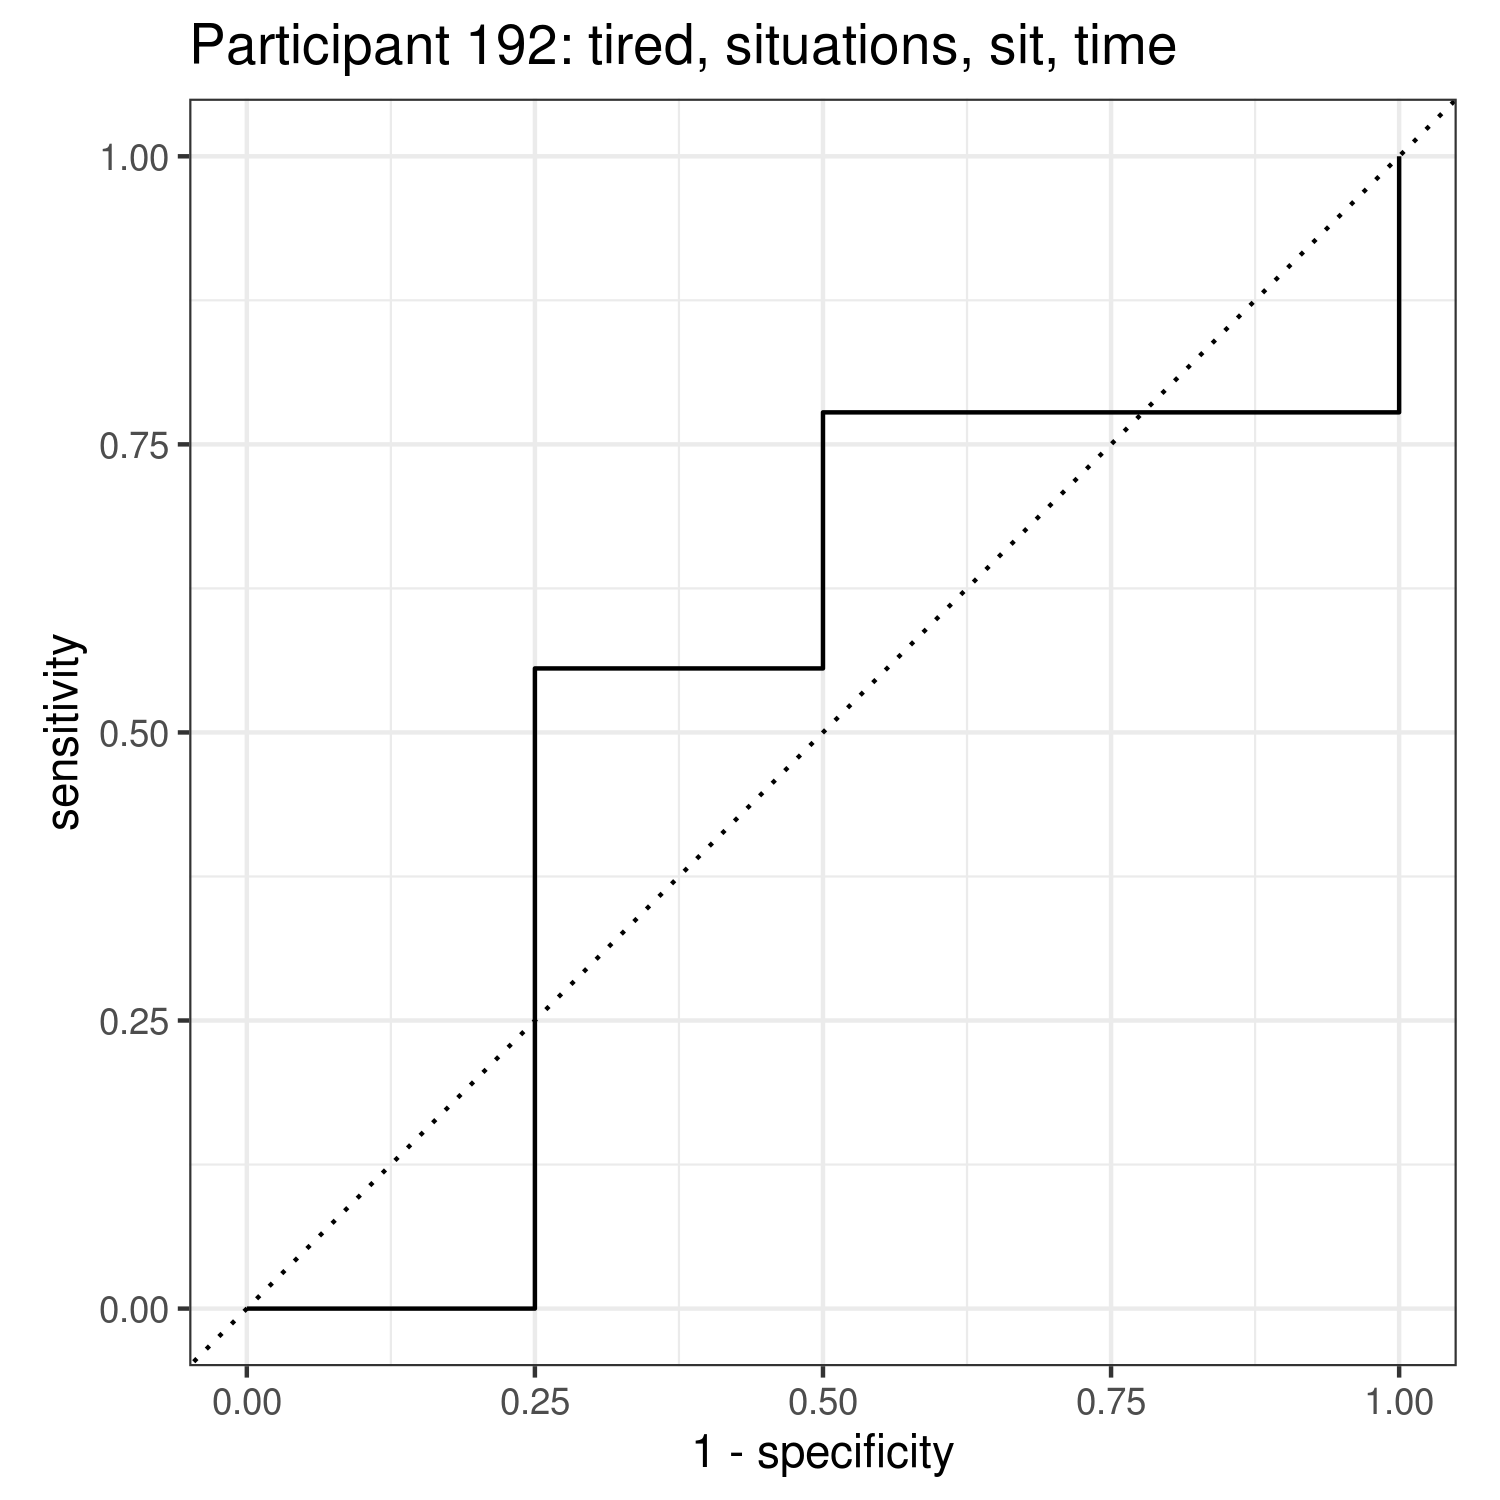 Participant 192: tired, situations, sit, time
1.00
0.75
0.50
0.25
0.00
sensitivity
0.00 0.25 0.50 0.75 1.00
1 - specificity